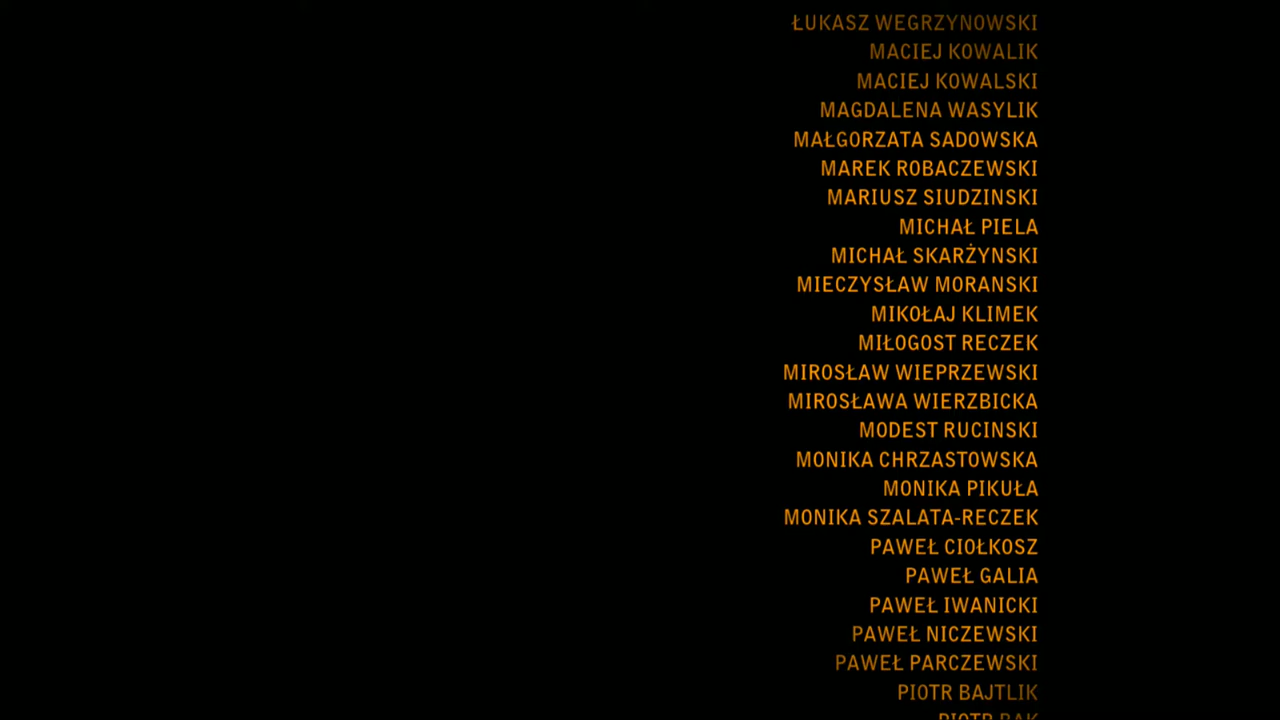 ŁUKASZ WEGRZYNOWSKI
MACIEJ KOWALIK
MACIEJ KOWALSKI
MAGDALENA WASYLIK
MAŁGORZATA SADOWSKA
MAREK ROBACZEWSKI
MARIUSZ SIUDZINSKI
MICHAŁ PIELA
MICHAŁ SKARŻYNSKI
MIECZYSŁAW MORANSKI
MIKOŁAJ KLIMEK
MIŁOGOST RECZEK
MIROSŁAW WIEPRZEWSKI
MIROSŁAWA WIERZBICKA
MODEST RUCINSKI
MONIKA CHRZASTOWSKA
MONIKA PIKUŁA
MONIKA SZALATA-RECZEK
PAWEŁ CIOŁKOSZ
PAWEŁ GALIA
PAWEŁ IWANICKI
PAWEŁ NICZEWSKI
PAWEŁ PARCZEWSKI
PIOTR BAJTLIK
PIOTR